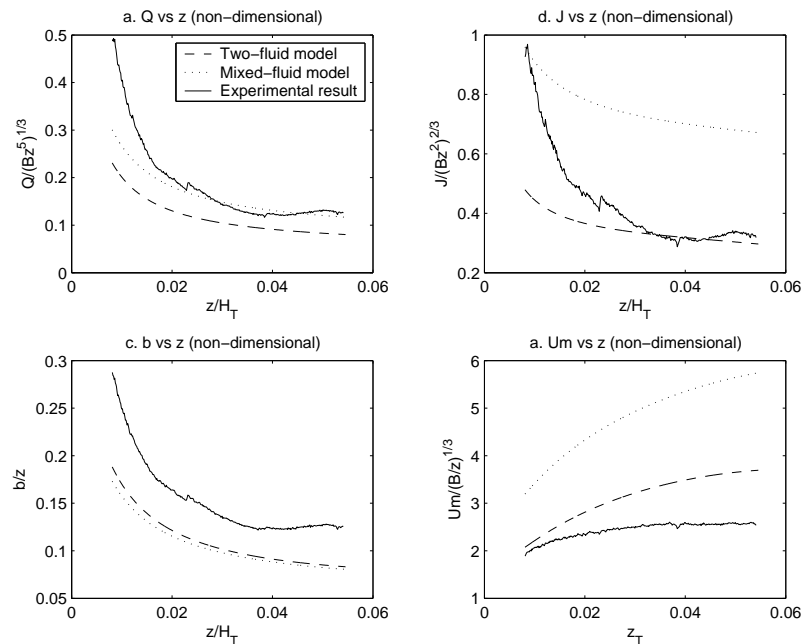 a. Q vs z (non−dimensional)
Q/(Bz^5)^1/3
0.5
0.4
0.3
0.2
0.1
0
Two−fluid model
Mixed−fluid model
Experimental result
0 0.02 0.04 0.06
z/H_T
d. J vs z (non−dimensional)
J/(Bz^2)^2/3
1
0.8
0.6
0.4
0.2
0 0.02 0.04 0.06
z/H_T
c. b vs z (non−dimensional)
b/z
0.3
0.25
0.2
0.15
0.1
0.05
0 0.02 0.04 0.06
z/H_T
a. Um vs z (non−dimensional)
Um/(B/z)^1/3
6
5
4
3
2
1
0 0.02 0.04 0.06
z_T